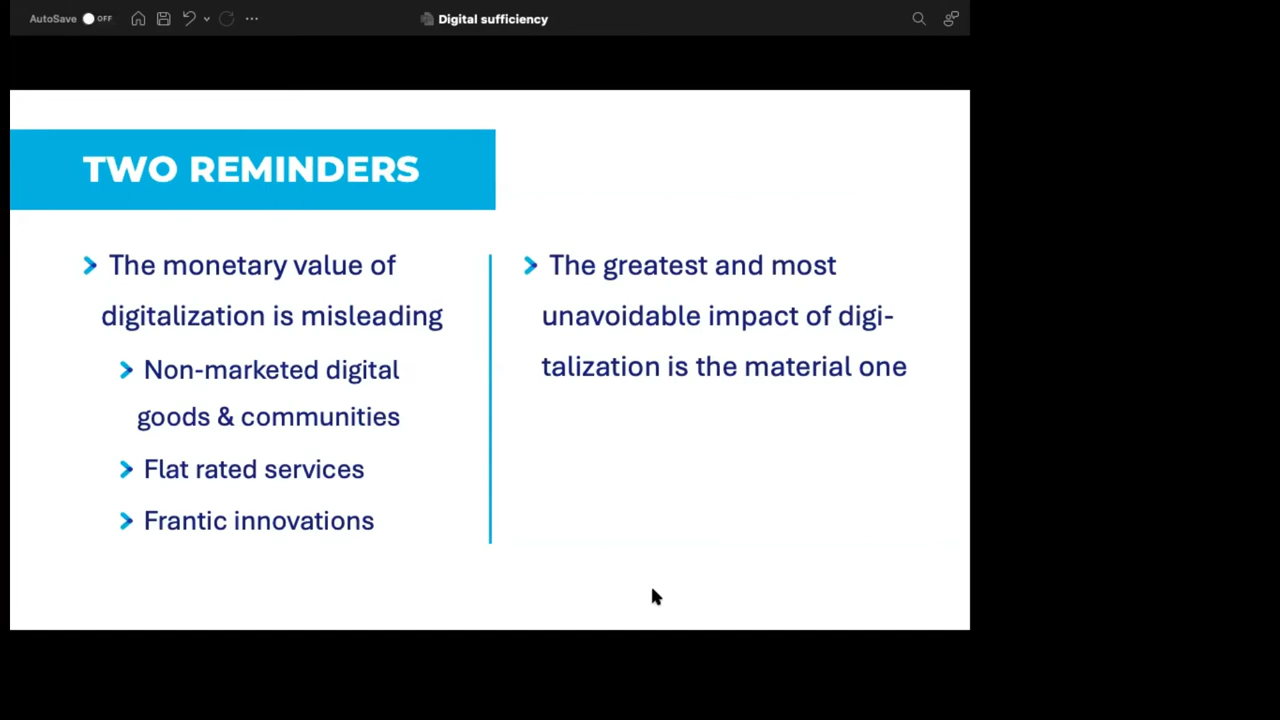 AutoSave OFF
Digital sufficiency
TWO REMINDERS
The monetary value of
digitalization is misleading
Non-marketed digital
goods & communities
Flat rated services
Frantic innovations
The greatest and most
unavoidable impact of digi-
talization is the material one